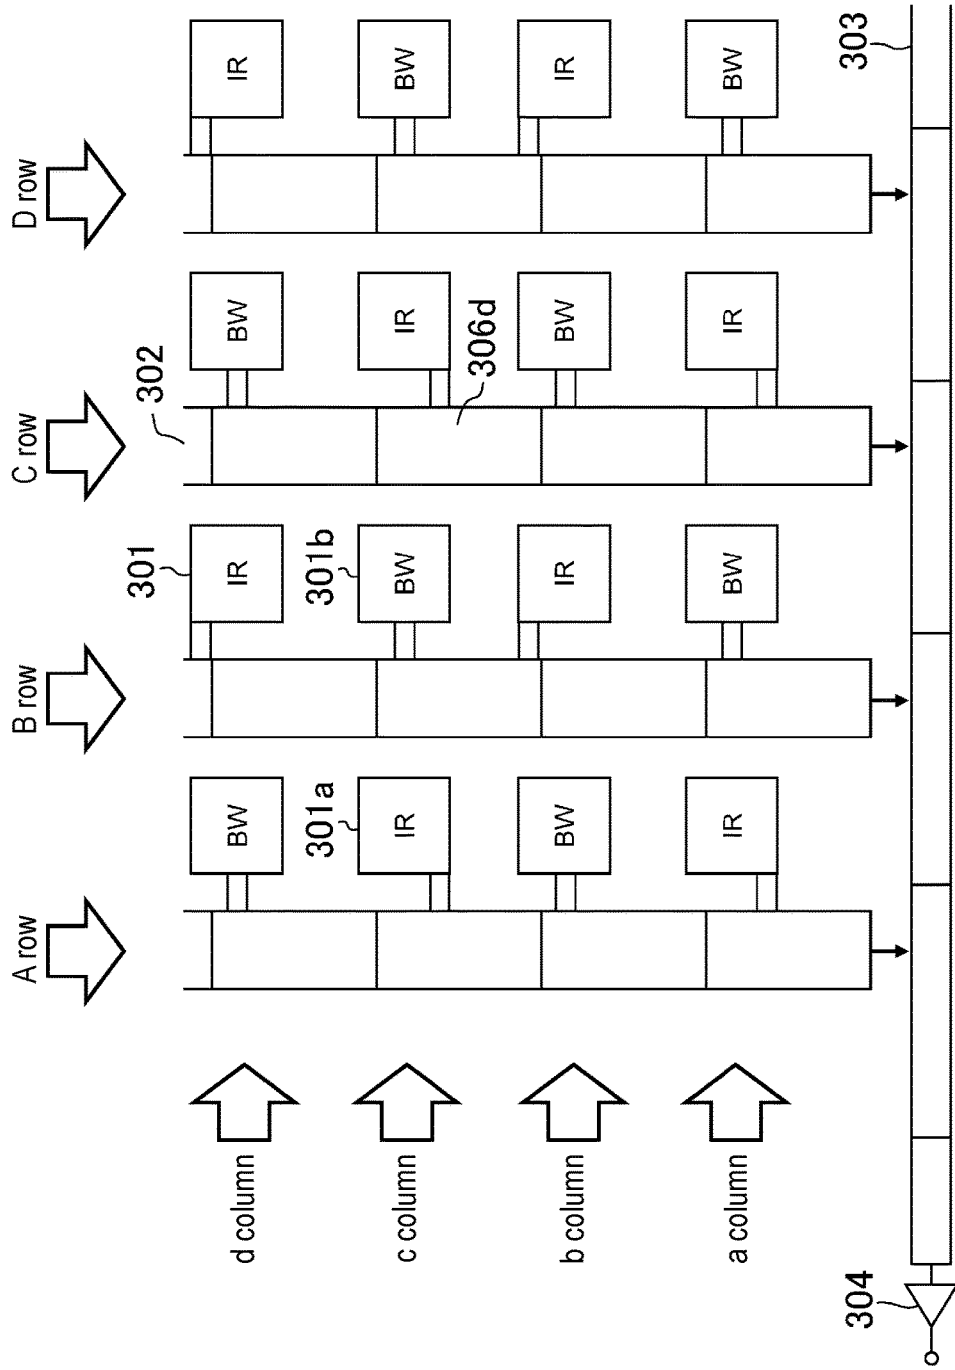 A row
B row
C row
D row
301
302
d column
BW
IR
BW
IR
301a
301b
c column
IR
BW
IR
BW
306d
b column
BW
IR
BW
IR
a column
IR
BW
IR
BW
304
303